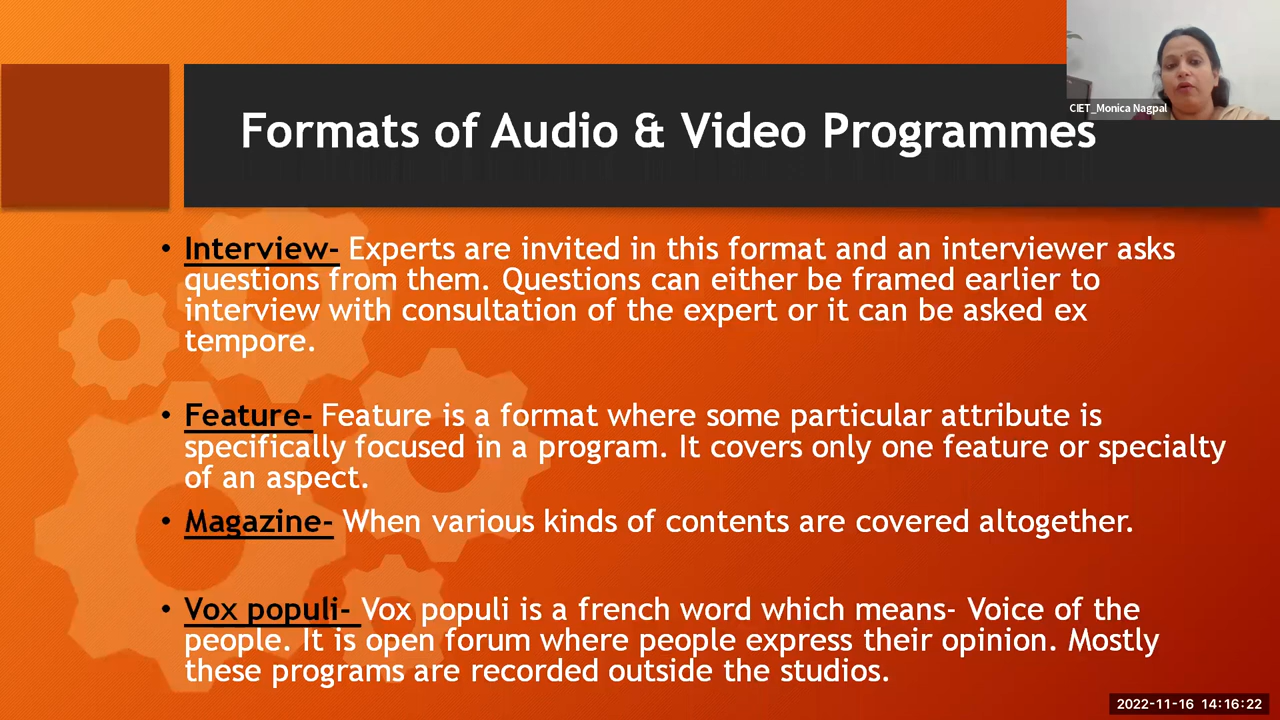 CIET_Monica Nagpal
Formats of Audio & Video Programmes
• Interview- Experts are invited in this format and an interviewer asks
questions from them. Questions can either be framed earlier to
interview with consultation of the expert or it can be asked ex
tempore.
• Feature- Feature is a format where some particular attribute is
specifically focused in a program. It covers only one feature or specialty
of an aspect.
• Magazine- When various kinds of contents are covered altogether.
• Vox populi- Vox populi is a french word which means- Voice of the
people. It is open forum where people express their opinion. Mostly
these programs are recorded outside the studios.
2022-11-16 14:16:22